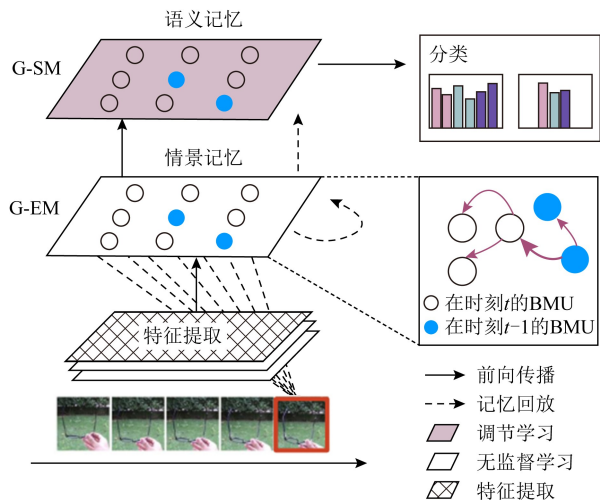 语义记忆
G-SM
分类
情景记忆
G-EM
特征提取
在时刻t的BMU
在时刻t−1的BMU
前向传播
记忆回放
调节学习
无监督学习
特征提取